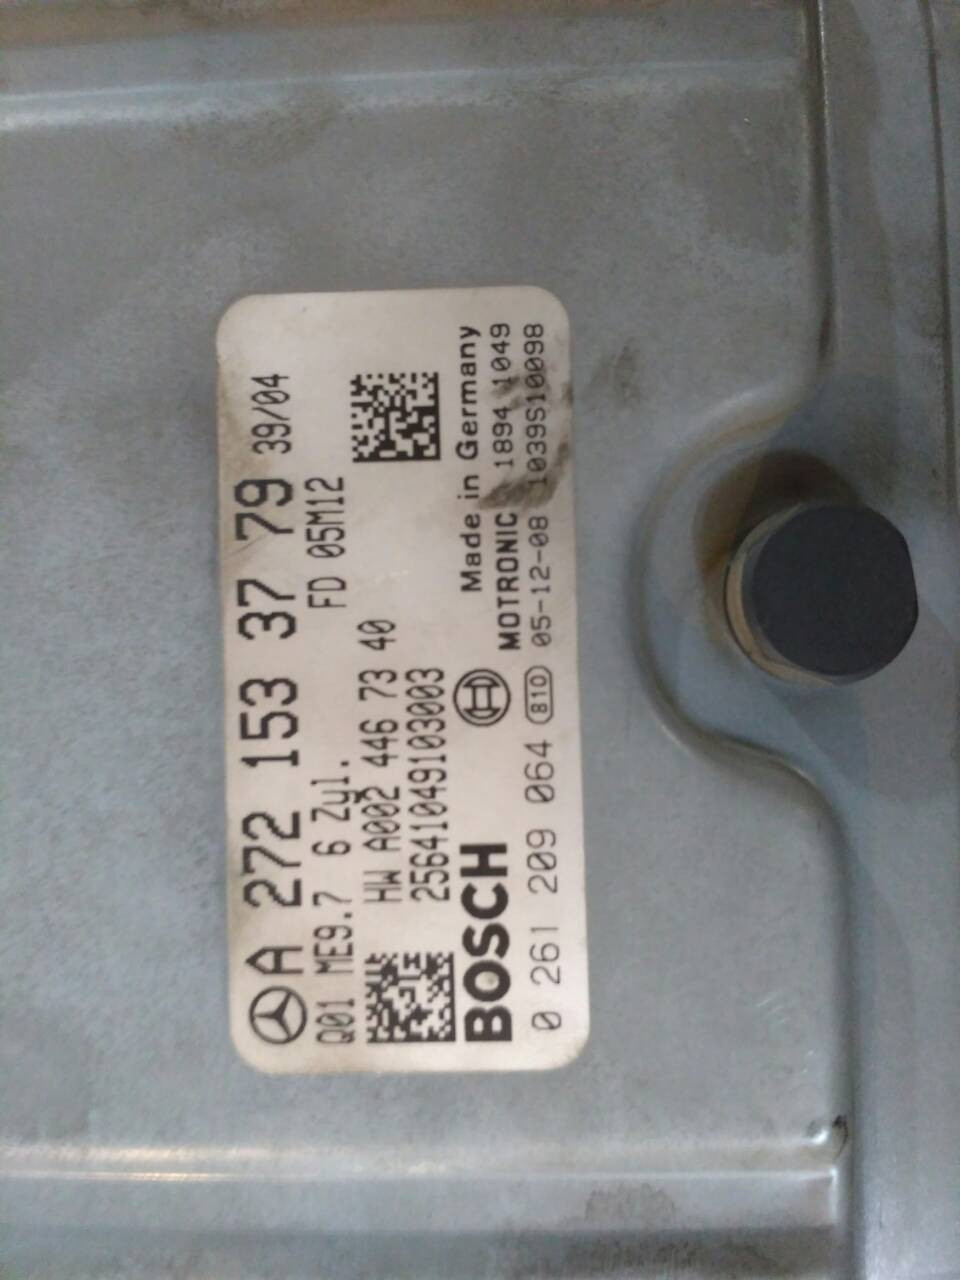 A 272 153 37 79 39/04
Q01 ME9.7 6 Zyl. FD 05M12
HW A002 446 73 40
25641049103003
Made in Germany
BOSCH MOTRONIC 1894 1049
0 261 209 064 810 05-12-08 1039S10098